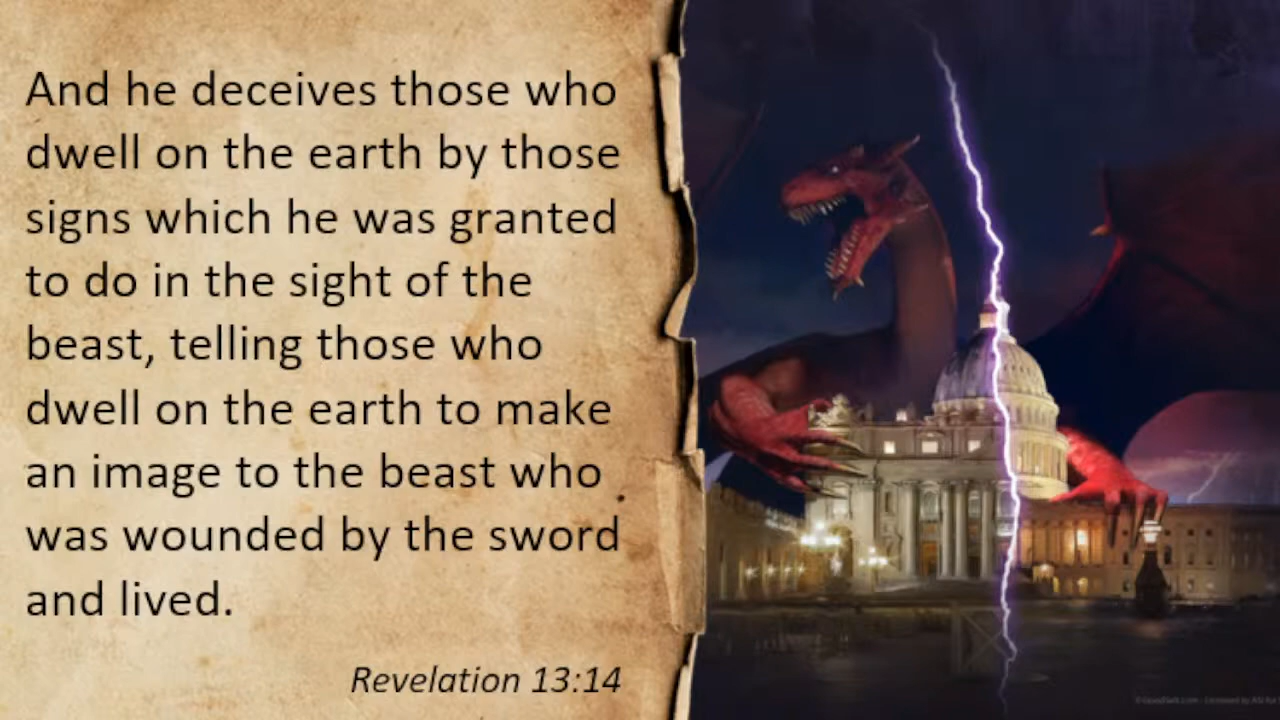 And he deceives those who
dwell on the earth by those
signs which he was granted
to do in the sight of the
beast, telling those who
dwell on the earth to make
an image to the beast who
was wounded by the sword
and lived.
Revelation 13:14